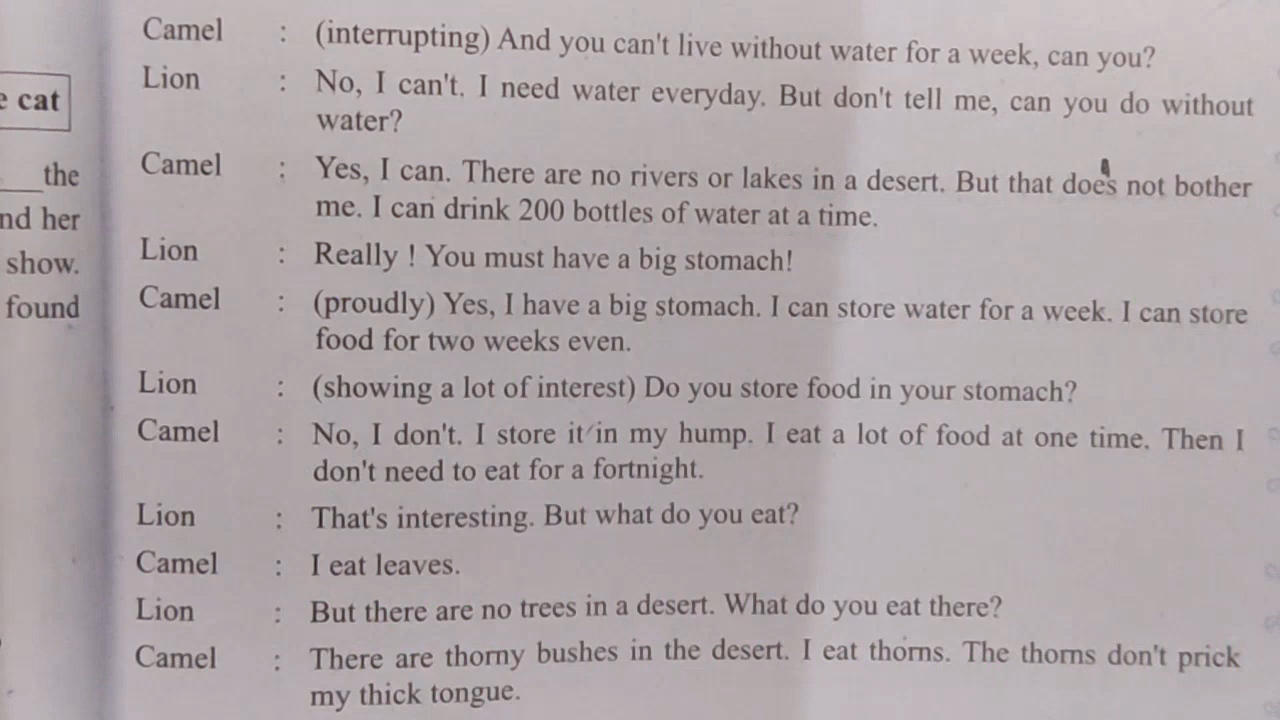 Camel : (interrupting) And you can't live without water for a week, can you?
Lion : No, I can't. I need water everyday. But don't tell me, can you do without
water?
Camel : Yes, I can. There are no rivers or lakes in a desert. But that does not bother
me. I can drink 200 bottles of water at a time.
Lion : Really ! You must have a big stomach!
Camel : (proudly) Yes, I have a big stomach. I can store water for a week. I can store
food for two weeks even.
Lion : (showing a lot of interest) Do you store food in your stomach?
Camel : No, I don't. I store it in my hump. I eat a lot of food at one time. Then I
don't need to eat for a fortnight.
Lion : That's interesting. But what do you eat?
Camel : I eat leaves.
Lion : But there are no trees in a desert. What do you eat there?
Camel : There are thorny bushes in the desert. I eat thorns. The thorns don't prick
my thick tongue.
cat
the
her
show.
found